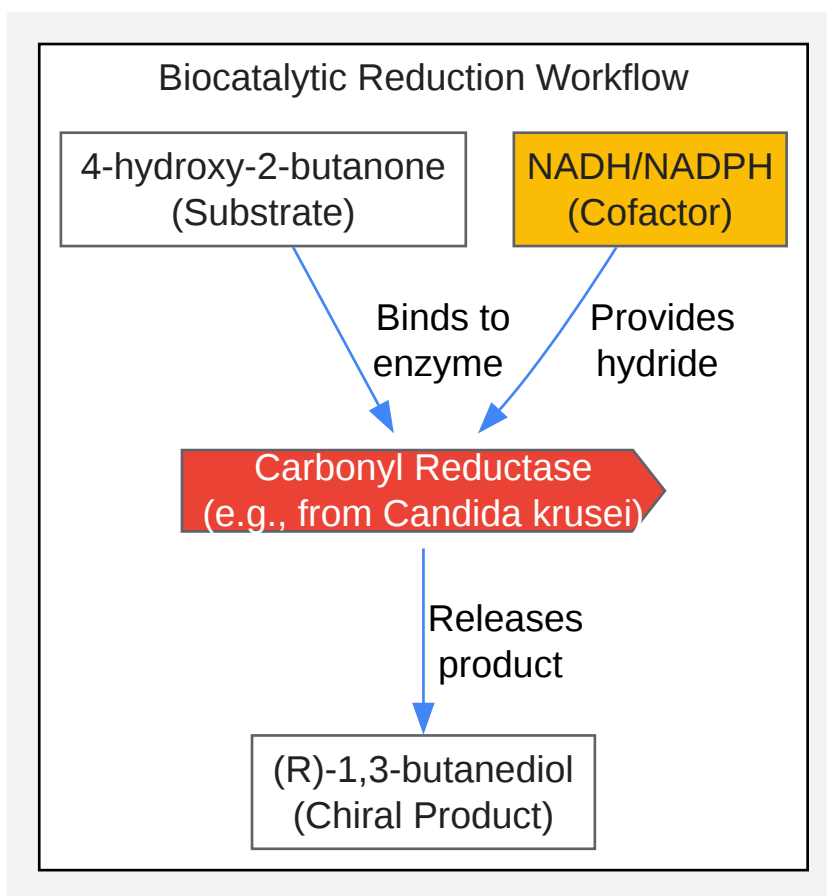 Biocatalytic Reduction Workflow
4-hydroxy-2-butanone
(Substrate)
NADH/NADPH
(Cofactor)
Binds to
enzyme
Provides
hydride
Carbonyl Reductase
(e.g., from Candida krusei)
Releases
product
(R)-1,3-butanediol
(Chiral Product)